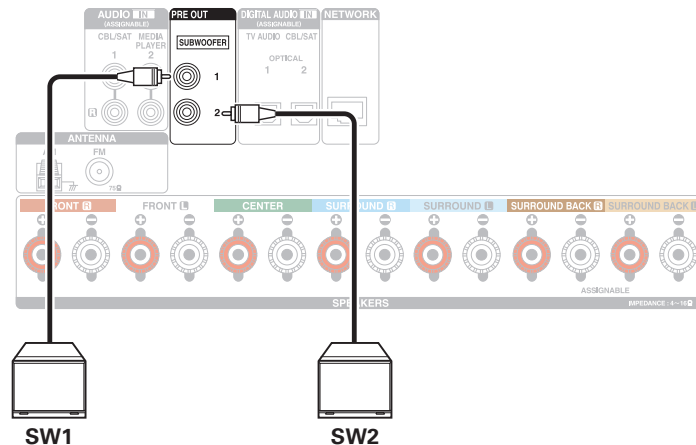 AUDIO IN
(ASSIGNABLE)
CBL/SAT
1
MEDIA PLAYER
2
R
PRE OUT
SUBWOOFER
1
2
DIGITAL AUDIO IN
(ASSIGNABLE)
TV AUDIO CBL/SAT
OPTICAL
1 2
NETWORK
ANTENNA
AM
FM
75Ω
FRONT R
FRONT L
CENTER
SURROUND R
SURROUND L
SURROUND BACK R
SURROUND BACK L
ASSIGNABLE
SPEAKERS
IMPEDANCE : 4~16Ω
SW1
SW2